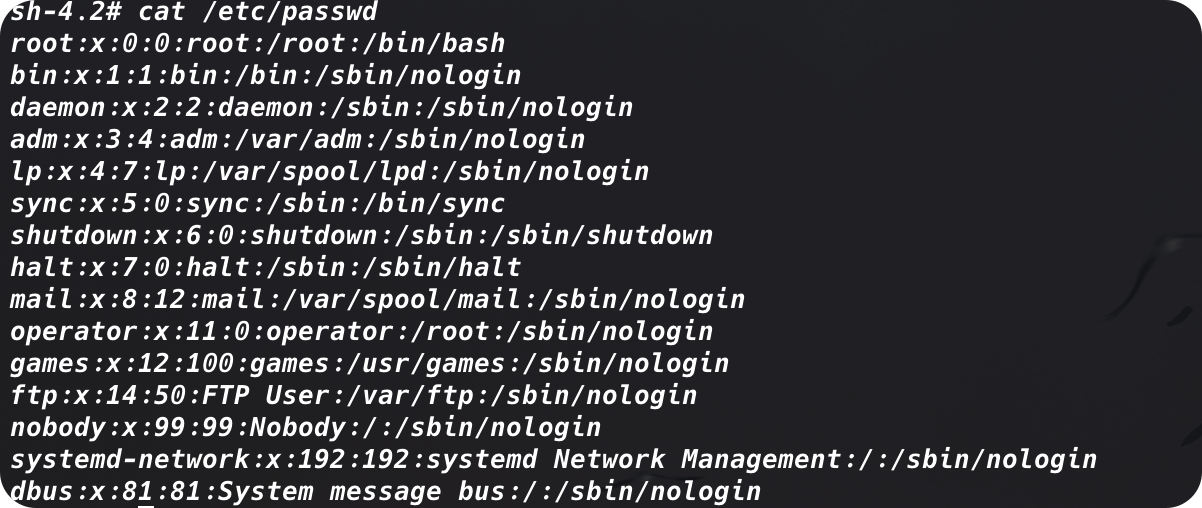 sh-4.2# cat /etc/passwd
root:x:0:0:root:/root:/bin/bash
bin:x:1:1:bin:/bin:/sbin/nologin
daemon:x:2:2:daemon:/sbin:/sbin/nologin
adm:x:3:4:adm:/var/adm:/sbin/nologin
lp:x:4:7:lp:/var/spool/lpd:/sbin/nologin
sync:x:5:0:sync:/sbin:/bin/sync
shutdown:x:6:0:shutdown:/sbin:/sbin/shutdown
halt:x:7:0:halt:/sbin:/sbin/halt
mail:x:8:12:mail:/var/spool/mail:/sbin/nologin
operator:x:11:0:operator:/root:/sbin/nologin
games:x:12:100:games:/usr/games:/sbin/nologin
ftp:x:14:50:FTP User:/var/ftp:/sbin/nologin
nobody:x:99:99:Nobody:/:/sbin/nologin
systemd-network:x:192:192:systemd Network Management:/:/sbin/nologin
dbus:x:81:81:System message bus:/:/sbin/nologin